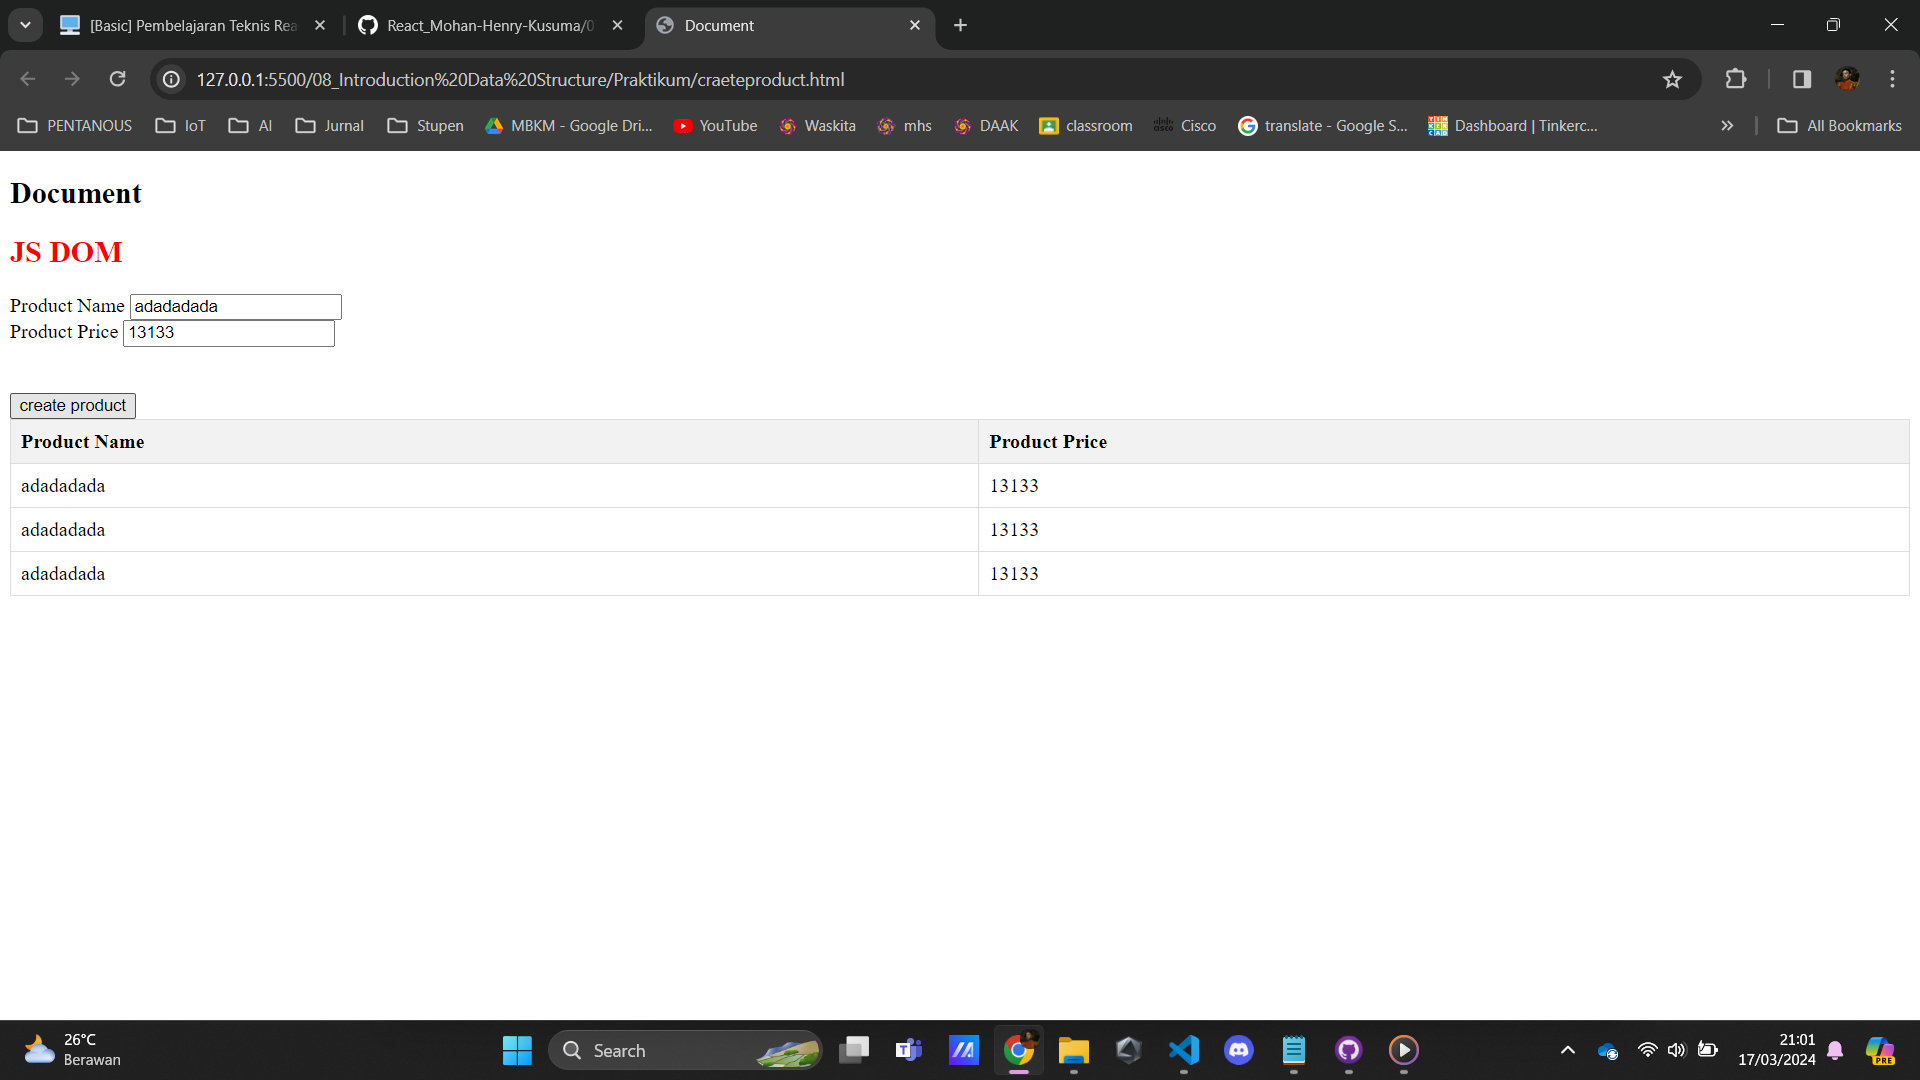 [Basic] Pembelajaran Teknis Rea
React_Mohan-Henry-Kusuma/0
Document
127.0.0.1:5500/08_Introduction%20Data%20Structure/Praktikum/craeteproduct.html
PENTANOUS
IoT
AI
Jurnal
Stupen
MBKM - Google Dri...
YouTube
Waskita
mhs
DAAK
classroom
Cisco
translate - Google S...
Dashboard | Tinkerc...
All Bookmarks
Document
JS DOM
Product Name adadadada
Product Price 13133
create product
Product Name Product Price
adadadada 13133
adadadada 13133
adadadada 13133
26°C
Berawan
Search
21:01
17/03/2024
PRE